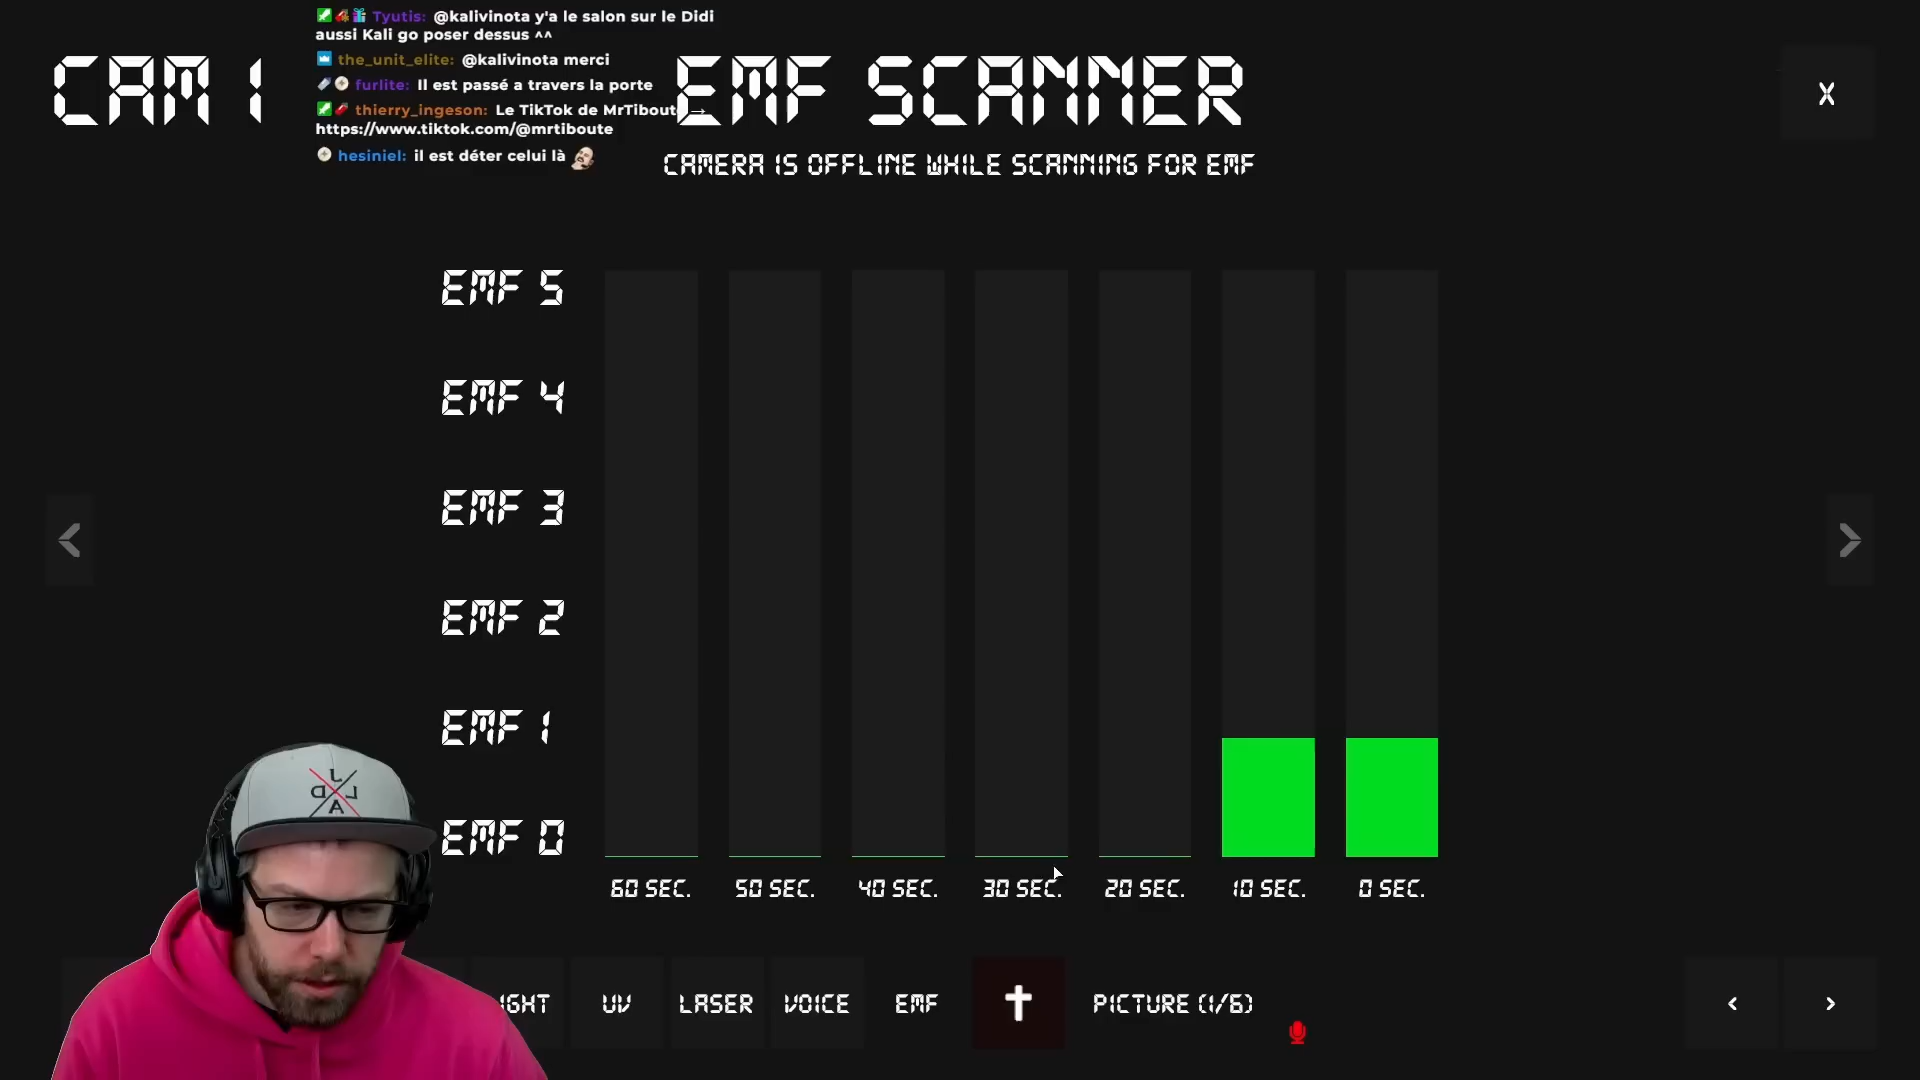 Tyutis: @kalivinota y'a le salon sur le Didi
aussi Kali go poser dessus ^^
the_unit_elite: @kalivinota merci
furlite: Il est passé a travers la porte
thierry_ingeson: Le TikTok de MrTiboute →
https://www.tiktok.com/@mrtiboute
hesiniel: il est déter celui là
CAM 1
EMF SCANNER
X
CAMERA IS OFFLINE WHILE SCANNING FOR EMF
EMF 5
EMF 4
EMF 3
<
>
EMF 2
EMF 1
EMF 0
60 SEC. 50 SEC. 40 SEC. 30 SEC. 20 SEC. 10 SEC. 0 SEC.
UV LASER VOICE EMF PICTURE (1/6)
< >